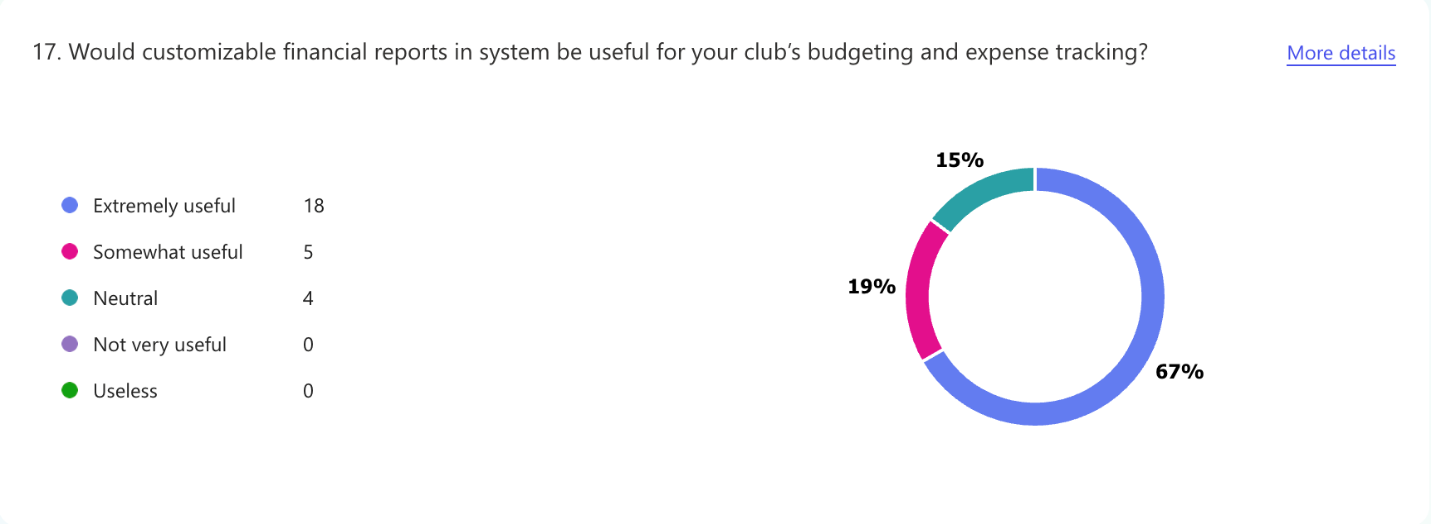 17. Would customizable financial reports in system be useful for your club's budgeting and expense tracking?
More details
Extremely useful 18
Somewhat useful 5
Neutral 4
Not very useful 0
Useless 0
15%
19%
67%